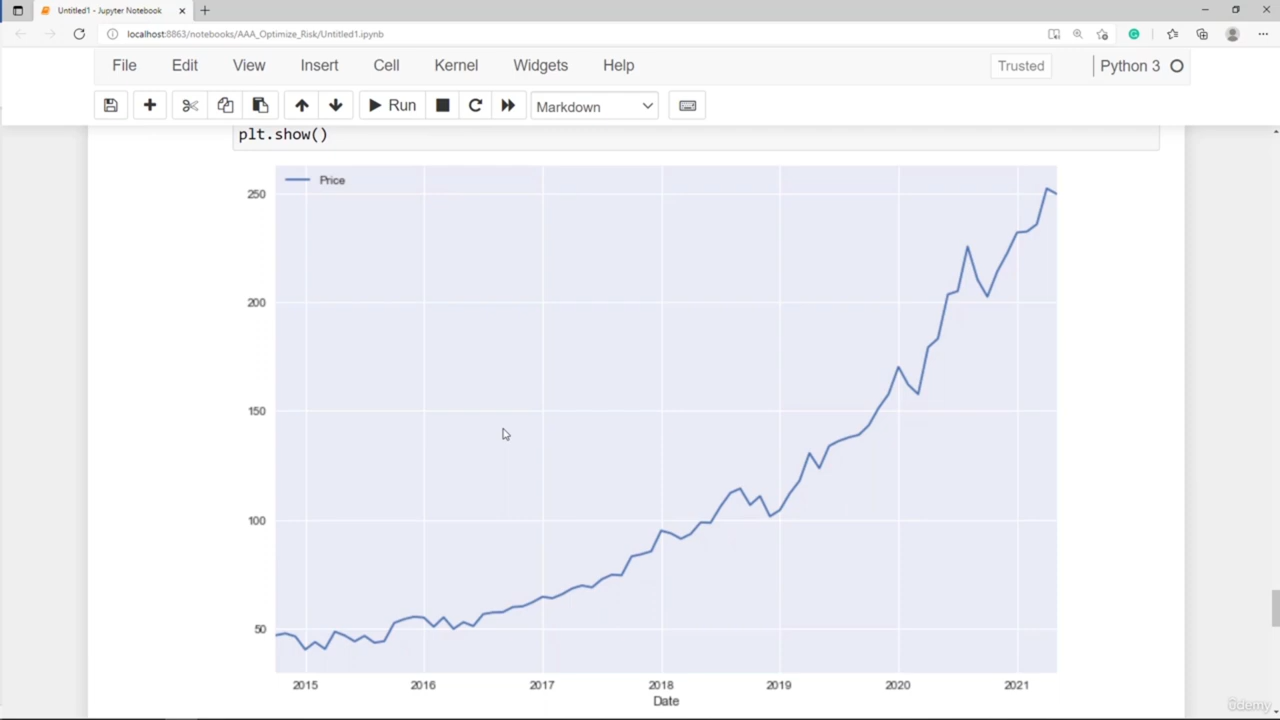 Untitled1 - Jupyter Notebook
localhost:8863/notebooks/AAA_Optimize_Risk/Untitled1.ipynb
File Edit View Insert Cell Kernel Widgets Help Trusted Python 3
Run Markdown
plt.show()
Price
250
200
150
100
50
2015 2016 2017 2018 2019 2020 2021
Date
ûdemy